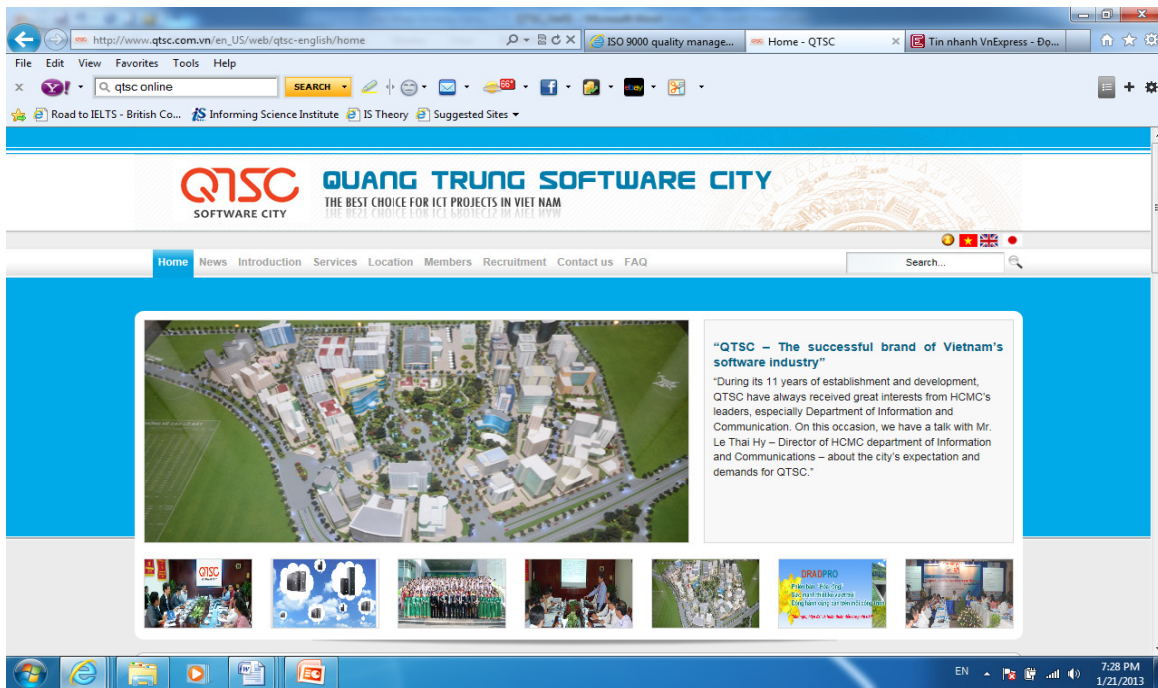 http://www.qtsc.com.vn/en_US/web/qtsc-english/home
ISO 9000 quality manage...
Home - QTSC
Tin nhanh VnExpress - Đọ...
File Edit View Favorites Tools Help
x Y! qtsc online SEARCH 66° ebay
Road to IELTS - British Co... iS Informing Science Institute IS Theory Suggested Sites
QTSC
SOFTWARE CITY
QUANG TRUNG SOFTWARE CITY
THE BEST CHOICE FOR ICT PROJECTS IN VIET NAM
Home News Introduction Services Location Members Recruitment Contact us FAQ
Search...
“QTSC – The successful brand of Vietnam’s
software industry”
“During its 11 years of establishment and development,
QTSC have always received great interests from HCMC’s
leaders, especially Department of Information and
Communication. On this occasion, we have a talk with Mr.
Le Thai Hy – Director of HCMC department of Information
and Communications – about the city’s expectation and
demands for QTSC.”
QTSC
DRADPRO
EN
7:28 PM
1/21/2013